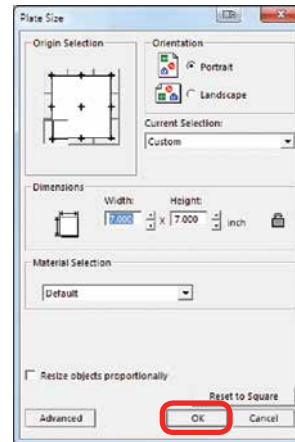 Plate Size
Origin Selection
Orientation
Portrait
Landscape
Current Selection:
Custom
Dimensions
Width: Height:
7.000 x 7.000 inch
Material Selection
Default
Resize objects proportionally
Reset to Square
Advanced OK Cancel